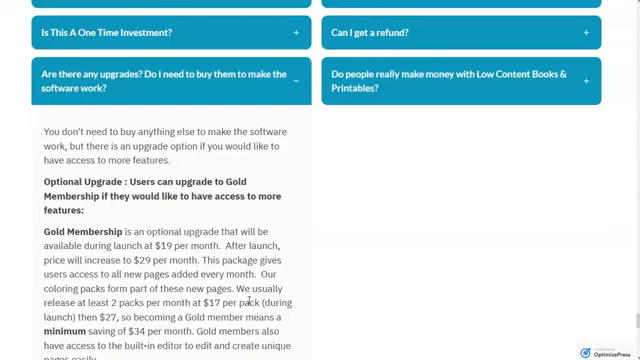 Is This A One Time Investment? +
Can I get a refund? +
Are there any upgrades? Do I need to buy them to make the
software work? −
Do people really make money with Low Content Books &
Printables? +
You don't need to buy anything else to make the software
work, but there is an upgrade option if you would like to
have access to more features.
Optional Upgrade : Users can upgrade to Gold
Membership if they would like to have access to more
features:
Gold Membership is an optional upgrade that will be
available during launch at $19 per month. After launch,
price will increase to $29 per month. This package gives
users access to all new pages added every month. Our
coloring packs form part of these new pages. We usually
release at least 2 packs per month at $17 per pack (during
launch) then $27, so becoming a Gold member means a
minimum saving of $34 per month. Gold members also
have access to the built-in editor to edit and create unique
pages easily.
created with
OptimizePress